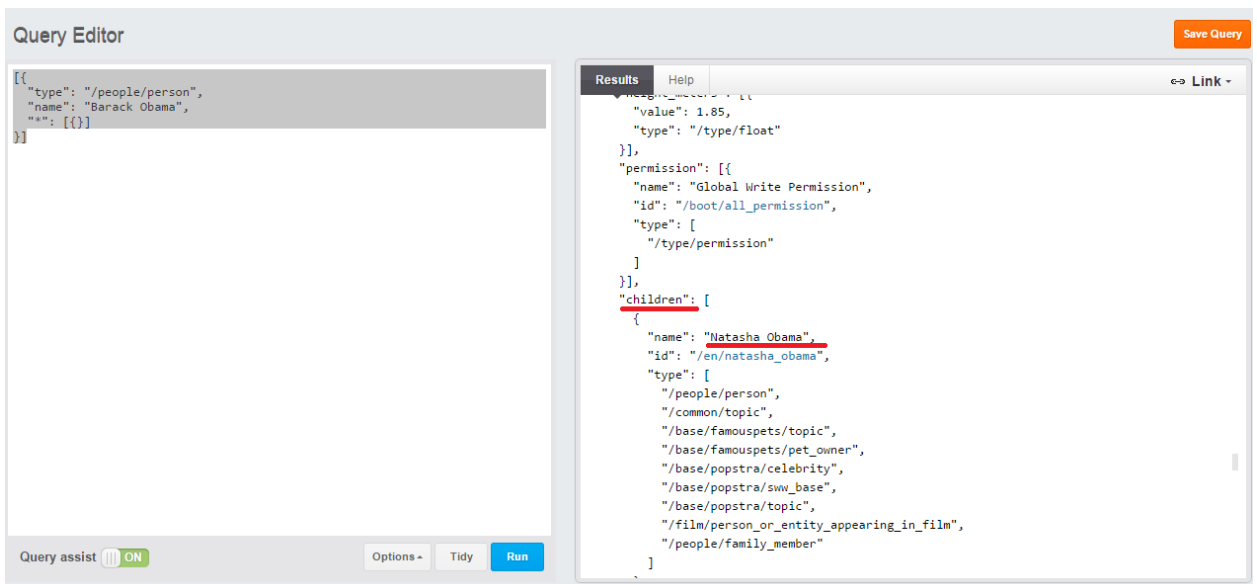 Query Editor
Save Query
[{
  "type": "/people/person",
  "name": "Barack Obama",
  "*": [{}]
}]
Query assist ON
Options
Tidy
Run
Results
Help
Link
"height_meters": [{
"value": 1.85,
"type": "/type/float"
}],
"permission": [{
"name": "Global Write Permission",
"id": "/boot/all_permission",
"type": [
"/type/permission"
]
}],
"children": [
{
"name": "Natasha Obama",
"id": "/en/natasha_obama",
"type": [
"/people/person",
"/common/topic",
"/base/famouspets/topic",
"/base/famouspets/pet_owner",
"/base/popstra/celebrity",
"/base/popstra/sww_base",
"/base/popstra/topic",
"/film/person_or_entity_appearing_in_film",
"/people/family_member"
]